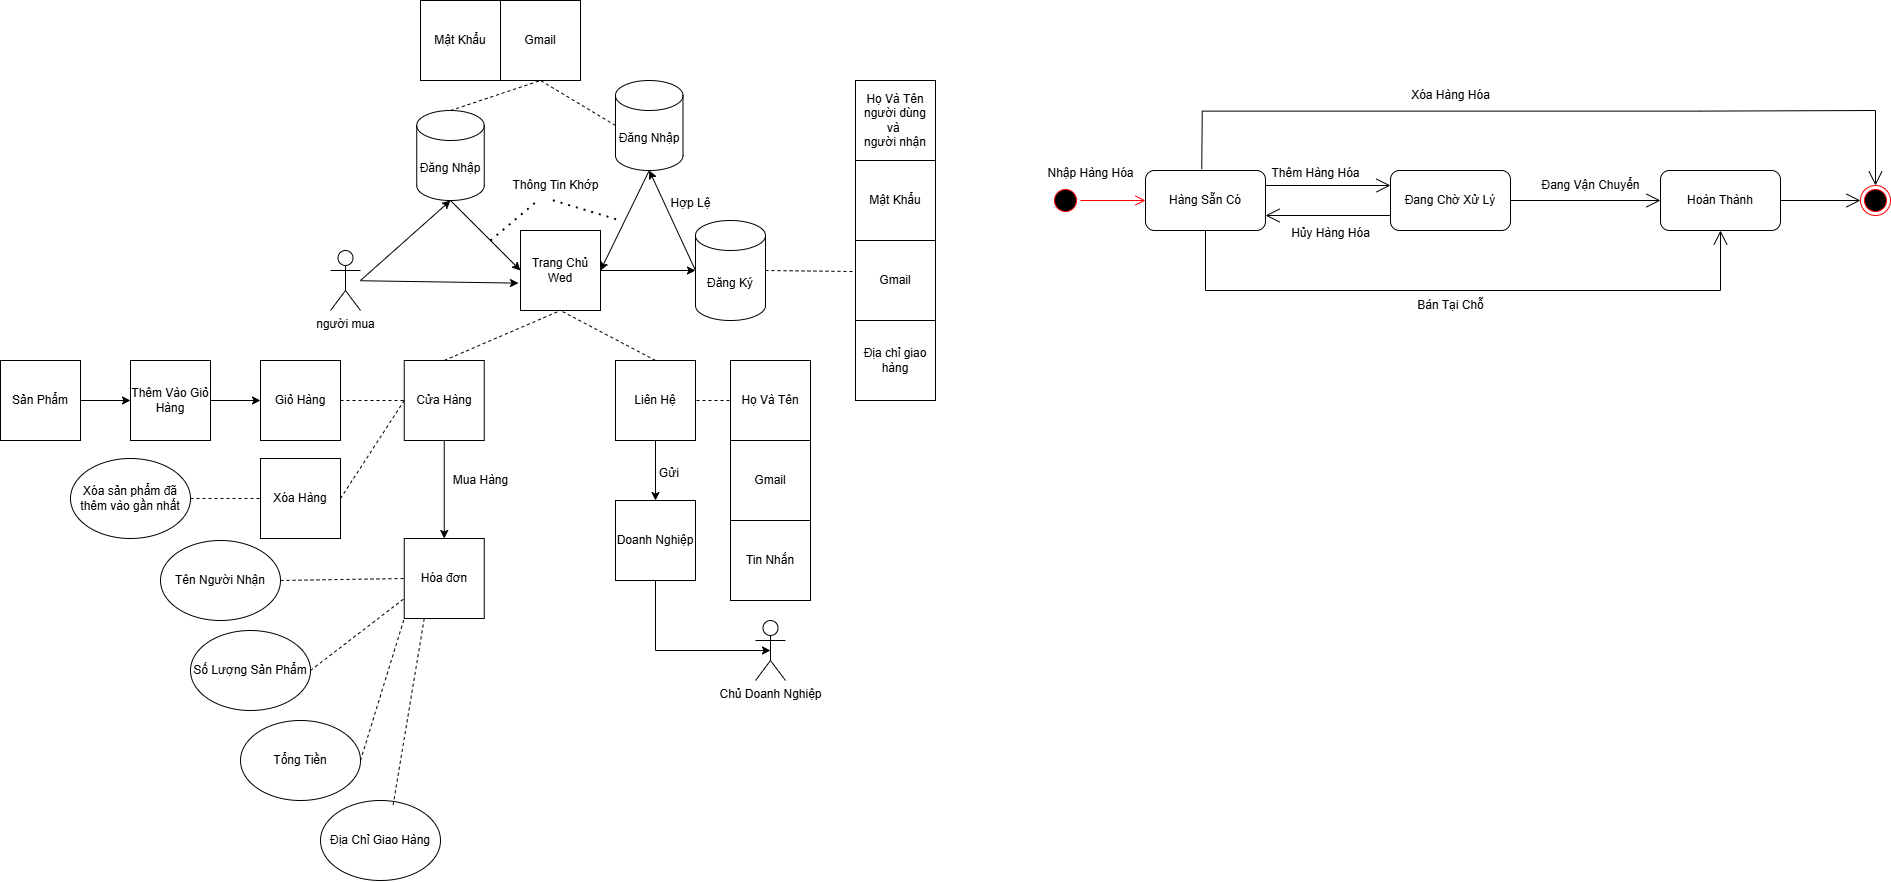 Mật Khẩu
Gmail
Đăng Nhập
Đăng Nhập
Thông Tin Khớp
Hợp Lệ
Trang Chủ
Wed
Đăng Ký
người mua
Họ Và Tên
người dùng
và
người nhận
Mật Khẩu
Gmail
Địa chỉ giao
hàng
Sản Phẩm
Thêm Vào Giỏ
Hàng
Giỏ Hàng
Cửa Hàng
Liên Hệ
Họ Và Tên
Gmail
Tin Nhắn
Xóa sản phẩm đã
thêm vào gần nhất
Xóa Hàng
Mua Hàng
Gửi
Doanh Nghiệp
Chủ Doanh Nghiệp
Hóa đơn
Tên Người Nhận
Số Lượng Sản Phẩm
Tổng Tiền
Địa Chỉ Giao Hàng
Xóa Hàng Hóa
Nhập Hàng Hóa
Hàng Sẵn Có
Thêm Hàng Hóa
Hủy Hàng Hóa
Đang Chờ Xử Lý
Đang Vận Chuyển
Hoàn Thành
Bán Tại Chỗ